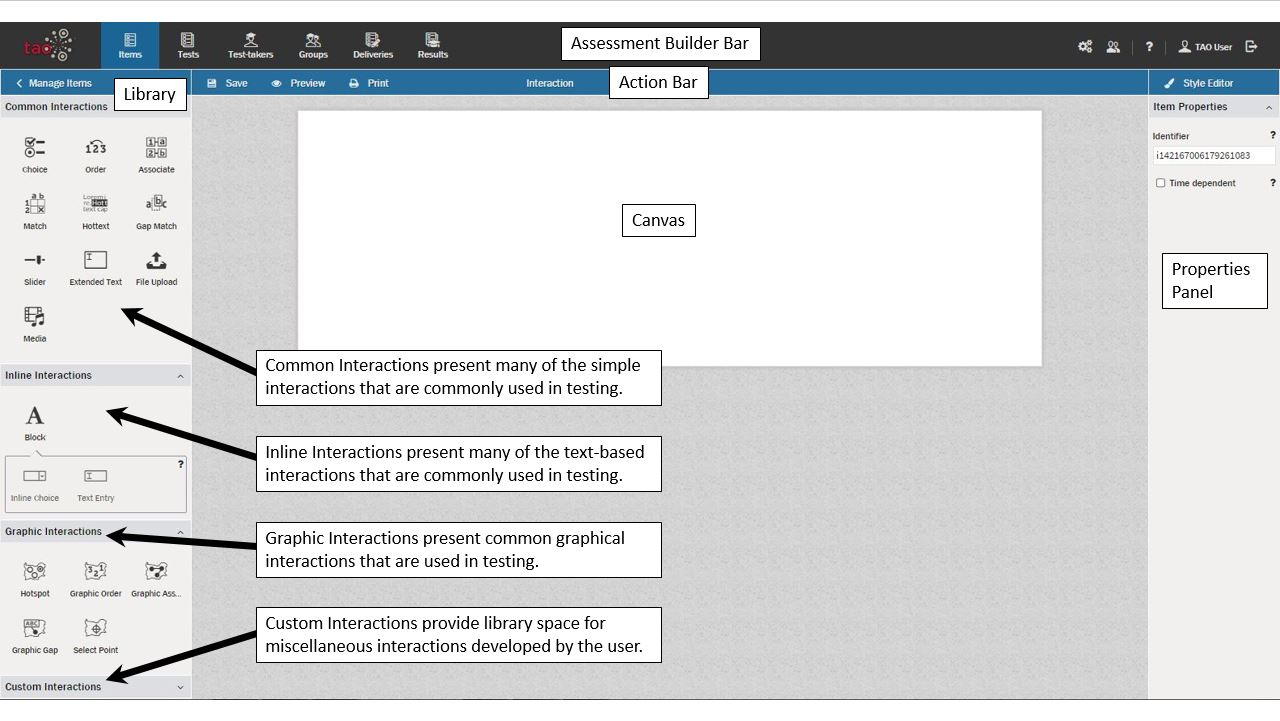 tao
Items
Tests
Test-takers
Groups
Deliveries
Results
Assessment Builder Bar
?
TAO User
Manage Items
Library
Save
Preview
Print
Interaction
Action Bar
Style Editor
Common Interactions
Item Properties
Choice
Order
Associate
Identifier ?
i142167006179261083
Time dependent ?
Match
Hottext
Gap Match
Canvas
Slider
Extended Text
File Upload
Properties
Panel
Media
Common Interactions present many of the simple
interactions that are commonly used in testing.
Inline Interactions
A
Block
Inline Interactions present many of the text-based
interactions that are commonly used in testing.
?
Inline Choice
Text Entry
Graphic Interactions
Graphic Interactions present common graphical
interactions that are used in testing.
Hotspot
Graphic Order
Graphic Ass...
Graphic Gap
Select Point
Custom Interactions provide library space for
miscellaneous interactions developed by the user.
Custom Interactions